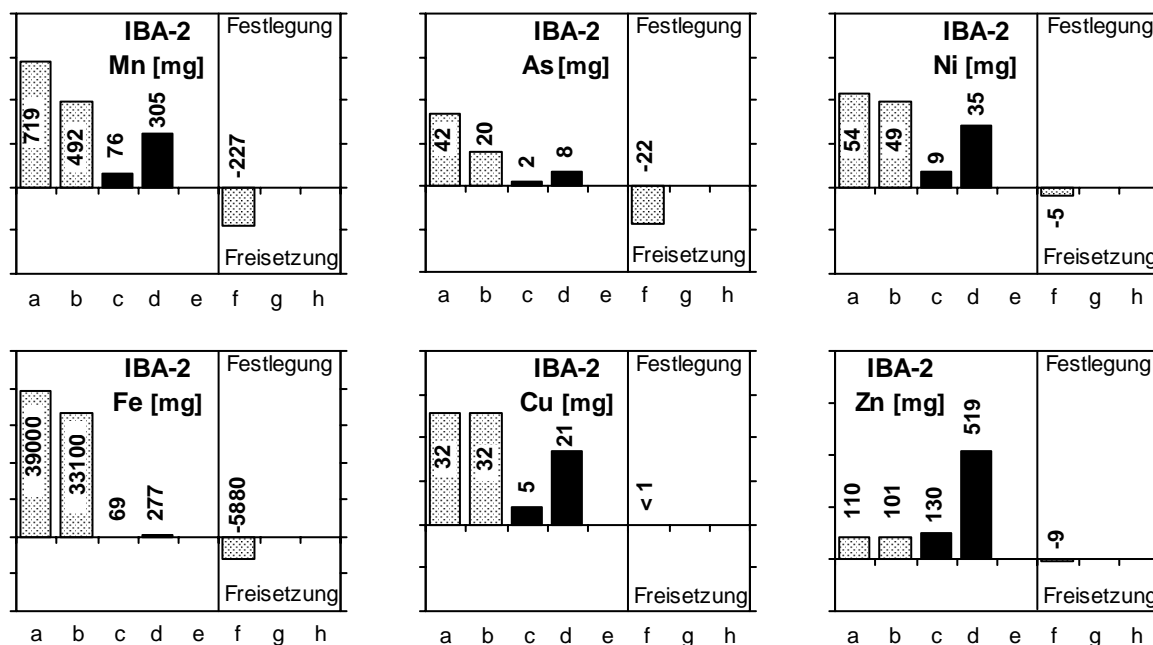 IBA-2 Festlegung
Mn [mg]
719
492
76
305
-227
Freisetzung
a b c d e f g h
IBA-2 Festlegung
As [mg]
42
20
2
8
-22
Freisetzung
a b c d e f g h
IBA-2 Festlegung
Ni [mg]
54
49
9
35
-5
Freisetzung
a b c d e f g h
IBA-2 Festlegung
Fe [mg]
39000
33100
69
277
-5880
Freisetzung
a b c d e f g h
IBA-2 Festlegung
Cu [mg]
32
32
5
21
< 1
Freisetzung
a b c d e f g h
IBA-2 Festlegung
Zn [mg]
110
101
130
519
-9
Freisetzung
a b c d e f g h